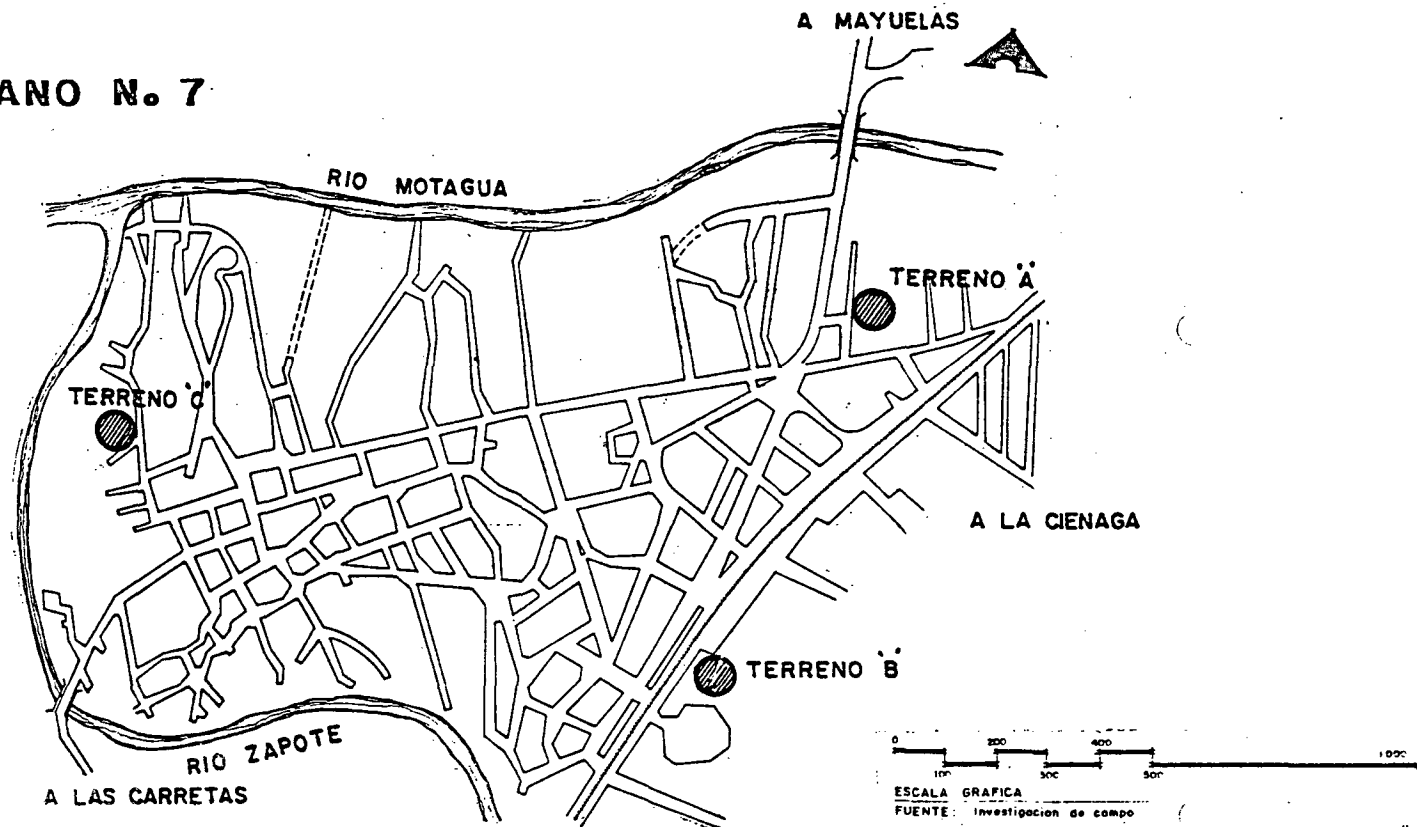 A MAYUELAS
ANO No. 7
RIO MOTAGUA
TERRENO "A"
TERRENO "C"
A LA CIENAGA
TERRENO "B"
RIO ZAPOTE
A LAS CARRETAS
0 200 400 1000
100 300 500
ESCALA GRAFICA
FUENTE: Investigacion de campo